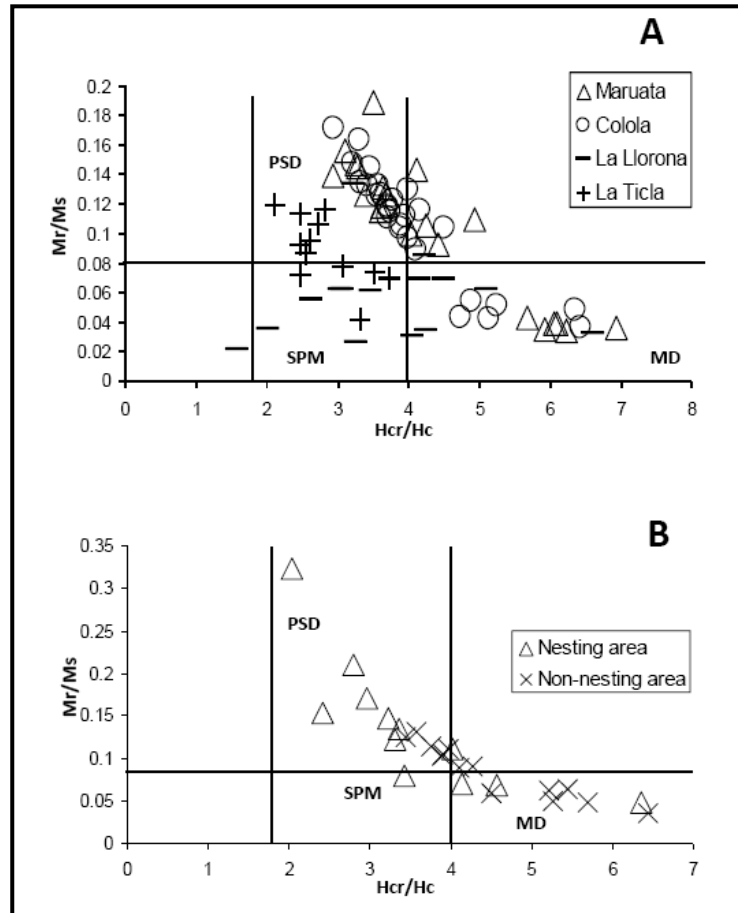 A
0.2
0.18
0.16
0.14
0.12
0.1
0.08
0.06
0.04
0.02
0
Mr/Ms
PSD
SPM
MD
Maruata
Colola
La Llorona
La Ticla
0 1 2 3 4 5 6 7 8
Hcr/Hc
B
0.35
0.3
0.25
0.2
0.15
0.1
0.05
0
Mr/Ms
PSD
SPM
MD
Nesting area
Non-nesting area
0 1 2 3 4 5 6 7
Hcr/Hc